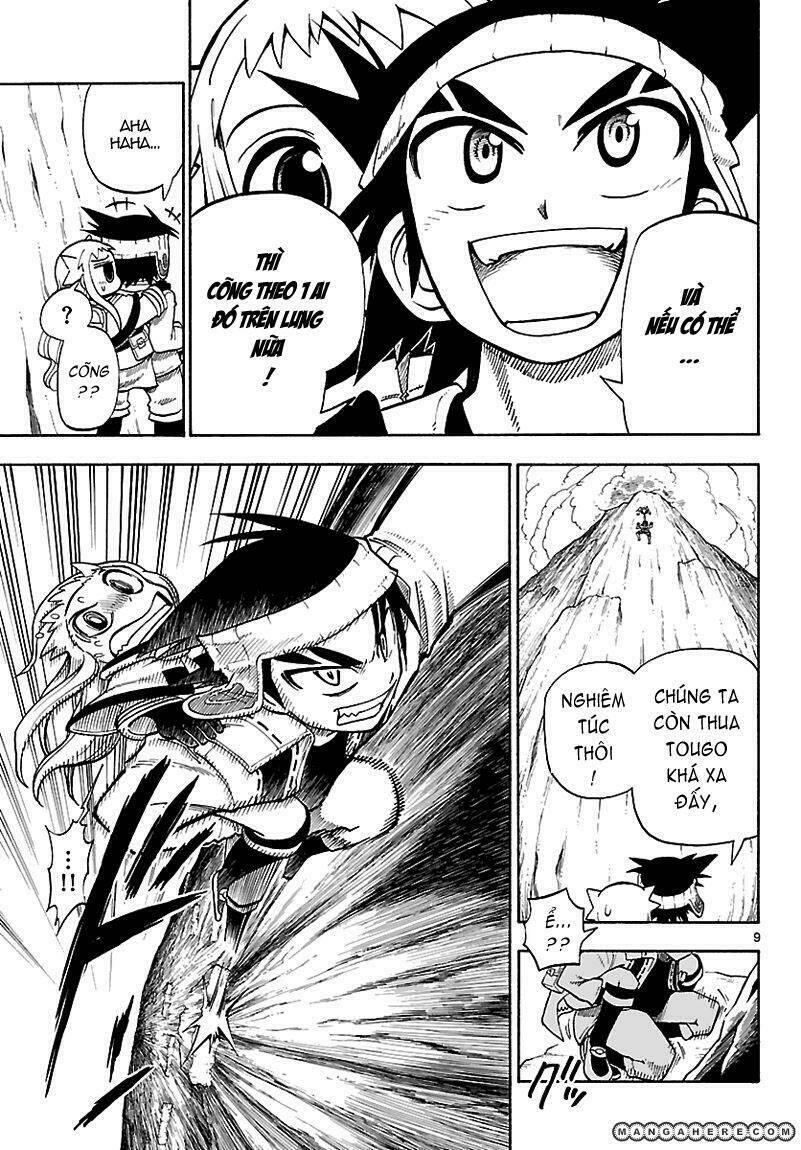 VÀ
NẾU CÓ THỂ
...
THÌ
CÕNG THEO 1 AI
ĐÓ TRÊN LUNG
NỮA
!
AHA
HAHA...
?
CÕNG
??
CHÚNG TA
CÒN THUA
TOUGO
KHÁ XA
ĐẤY,
NGHIÊM
TÚC
THÔI
!
Ể...
??
9
...!!
MANGAHERE.COM